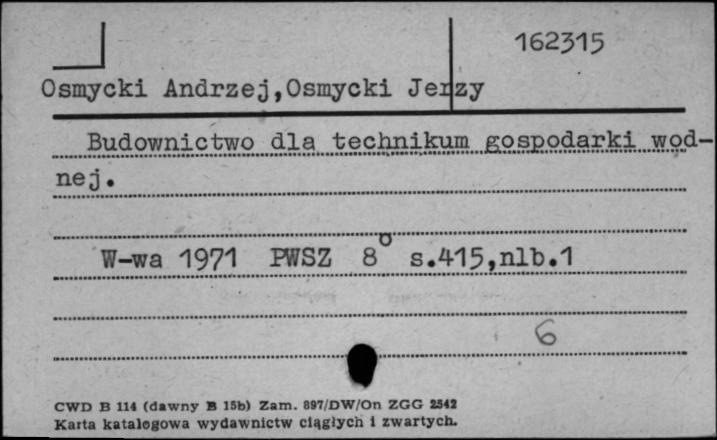 162315
Osmycki Andrzej,Osmycki Jerzy
Budownictwo dla technikum gospodarki wod-
nej.
W-wa 1971 PWSZ 8° s.415,nlb.1
6
CWD B 114 (dawny B 15b) Zam. 897/DW/On ZGG 2542
Karta katalogowa wydawnictw ciągłych i zwartych.